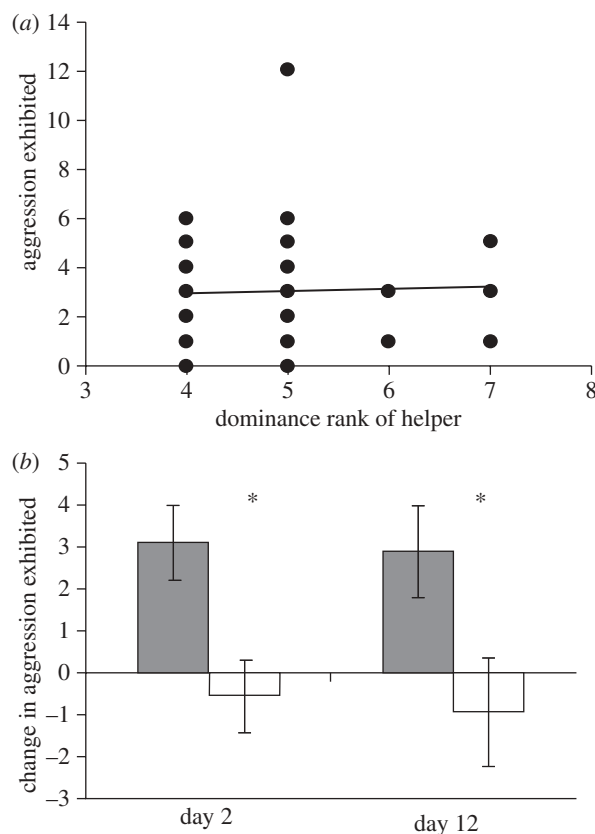 (a)
14
12
10
8
6
4
2
0
aggression exhibited
3 4 5 6 7 8
dominance rank of helper
(b)
5
4
3
2
1
0
–1
–2
–3
change in aggression exhibited
* *
day 2 day 12